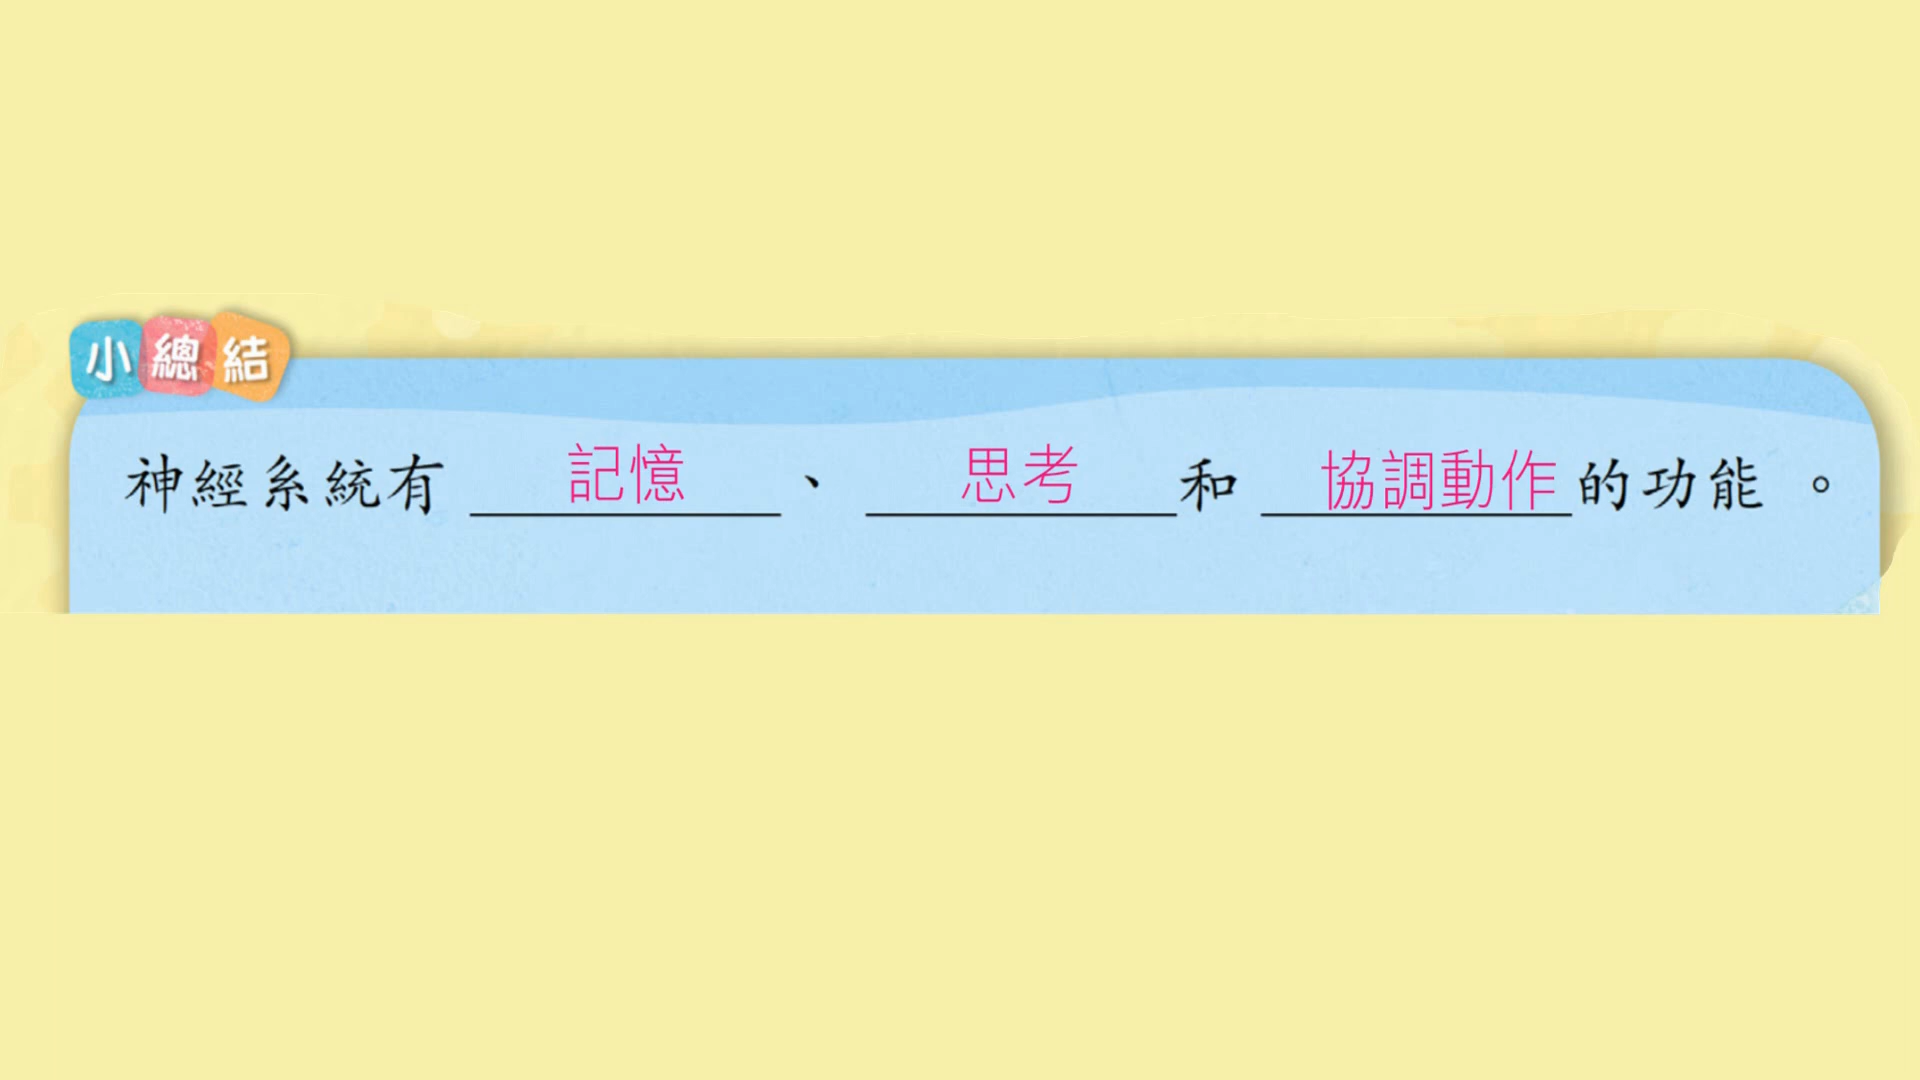 小總結
神經系統有 記憶 、 思考 和 協調動作 的功能 。